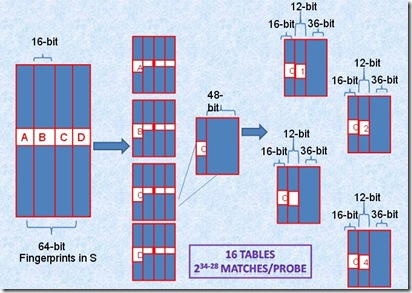 16-bit
A B C D
64-bit
Fingerprints in S
A
B
C
D
48-
bit
C
12-bit
16-bit 36-bit
C 1
12-bit
16-bit 36-bit
C 2
12-bit
16-bit 36-bit
C
12-bit
16-bit 36-bit
C 4
16 TABLES
2^34-28 MATCHES/PROBE